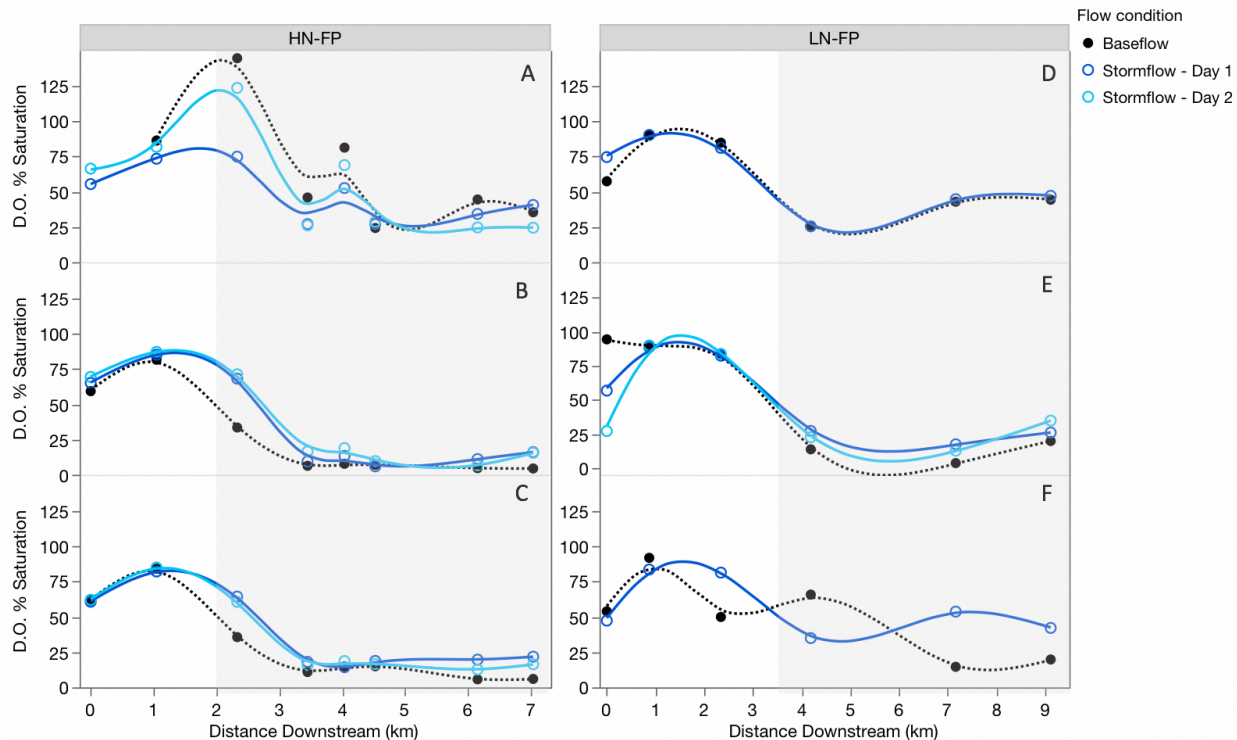 Flow condition
Baseflow
Stormflow - Day 1
Stormflow - Day 2
HN-FP
LN-FP
A
D
D.O. % Saturation
125
100
75
50
25
0
B
E
D.O. % Saturation
125
100
75
50
25
0
125
100
75
50
25
0
C
F
D.O. % Saturation
125
100
75
50
25
0
125
100
75
50
25
0
125
100
75
50
25
0
0 1 2 3 4 5 6 7
0 1 2 3 4 5 6 7 8 9
Distance Downstream (km)
Distance Downstream (km)